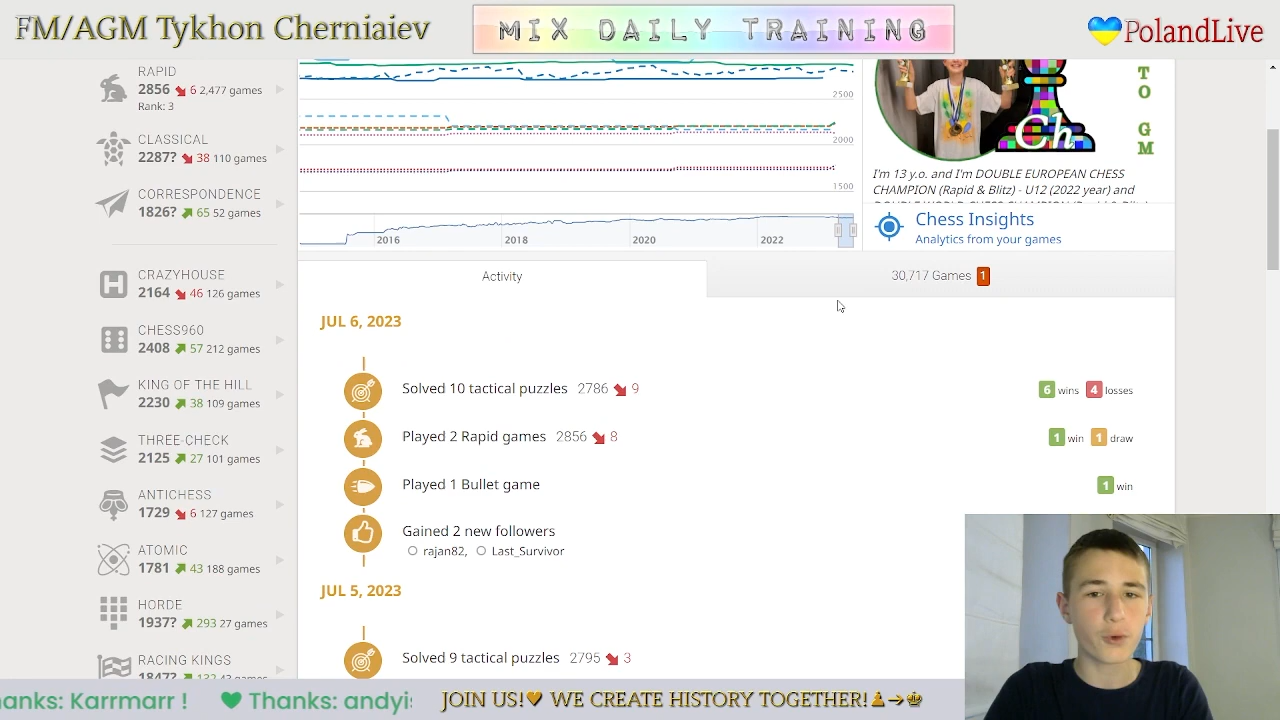 FM/AGM Tykhon Cherniaiev
MIX DAILY TRAINING
PolandLive
RAPID
2856 6 2,477 games
Rank: 3
CLASSICAL
2287? 38 110 games
CORRESPONDENCE
1826? 65 52 games
CRAZYHOUSE
2164 46 126 games
CHESS960
2408 57 212 games
KING OF THE HILL
2230 38 109 games
THREE-CHECK
2125 27 101 games
ANTICHESS
1729 6 127 games
ATOMIC
1781 43 188 games
HORDE
1937? 293 27 games
RACING KINGS
2500
2000
1500
2016 2018 2020 2022
TO GM
Ch
I'm 13 y.o. and I'm DOUBLE EUROPEAN CHESS
CHAMPION (Rapid & Blitz) - U12 (2022 year) and
Chess Insights
Analytics from your games
Activity
30,717 Games 1
JUL 6, 2023
Solved 10 tactical puzzles 2786 9
6 wins 4 losses
Played 2 Rapid games 2856 8
1 win 1 draw
Played 1 Bullet game
1 win
Gained 2 new followers
rajan82, Last_Survivor
JUL 5, 2023
Solved 9 tactical puzzles 2795 3
anks: Karrmarr ! Thanks: andyi
JOIN US! WE CREATE HISTORY TOGETHER!